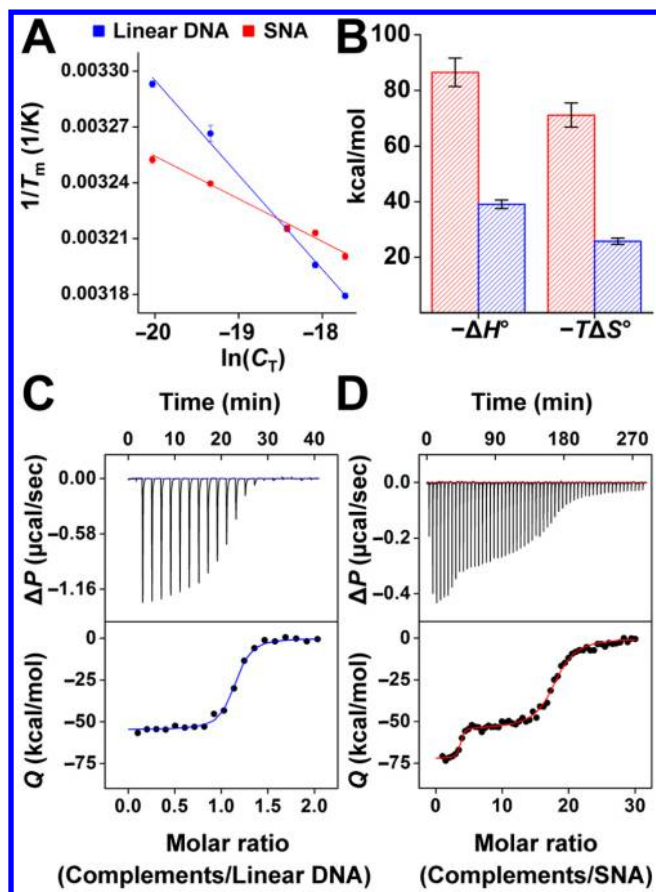 A
Linear DNA
SNA
1/Tm (1/K)
0.00330
0.00327
0.00324
0.00321
0.00318
−20
−19
−18
ln(CT)
B
kcal/mol
100
80
60
40
20
−ΔH°
−TΔS°
C
Time (min)
0
10
20
30
40
ΔP (μcal/sec)
0.00
−0.58
−1.16
Q (kcal/mol)
0
−25
−50
−75
0.0
0.5
1.0
1.5
2.0
Molar ratio
(Complements/Linear DNA)
D
Time (min)
0
90
180
270
ΔP (μcal/sec)
0.0
−0.2
−0.4
Q (kcal/mol)
0
−25
−50
−75
0
10
20
30
Molar ratio
(Complements/SNA)